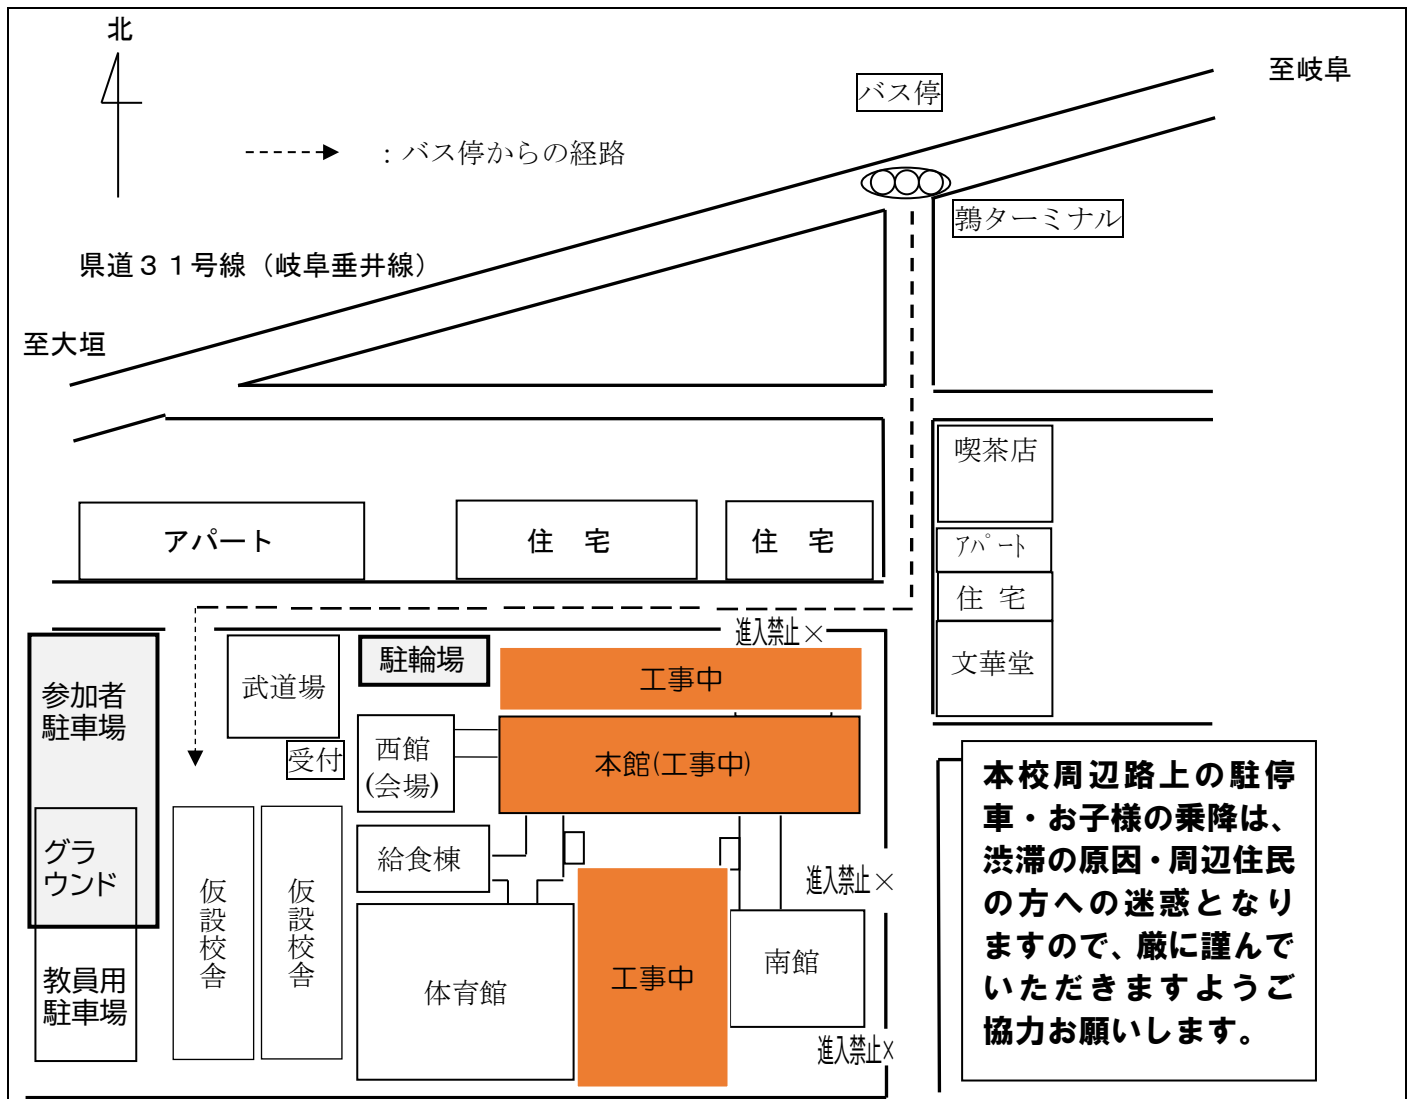 北
至岐阜
バス停
：バス停からの経路
鶉ターミナル
県道３１号線（岐阜垂井線）
至大垣
喫茶店
アパート
住　宅
住　宅
ｱﾊﾟｰﾄ
住 宅
文華堂
進入禁止×
駐輪場
工事中
武道場
参加者
駐車場
受付
西館
(会場)
本館(工事中)
本校周辺路上の駐停
車・お子様の乗降は、
渋滞の原因・周辺住民
の方への迷惑となり
ますので、厳に謹んで
いただきますようご
協力お願いします。
グラ
ウンド
給食棟
進入禁止×
仮設校舎
仮設校舎
教員用
駐車場
体育館
工事中
南館
進入禁止×